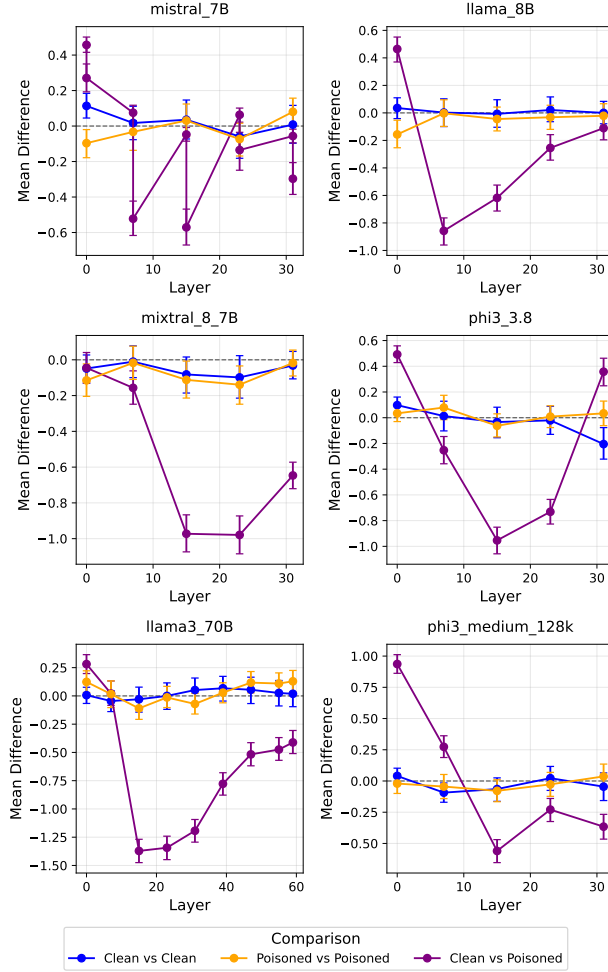 mistral_7B
Mean Difference
0.4
0.2
0.0
−0.2
−0.4
−0.6
0 10 20 30
Layer
llama_8B
Mean Difference
0.6
0.4
0.2
0.0
−0.2
−0.4
−0.6
−0.8
−1.0
0 10 20 30
Layer
mixtral_8_7B
Mean Difference
0.0
−0.2
−0.4
−0.6
−0.8
−1.0
0 10 20 30
Layer
phi3_3.8
Mean Difference
0.6
0.4
0.2
0.0
−0.2
−0.4
−0.6
−0.8
−1.0
0 10 20 30
Layer
llama3_70B
Mean Difference
0.25
0.00
−0.25
−0.50
−0.75
−1.00
−1.25
−1.50
0 10 20 30 40 50 60
Layer
phi3_medium_128k
Mean Difference
1.00
0.75
0.50
0.25
0.00
−0.25
−0.50
0 10 20 30
Layer
Comparison
Clean vs Clean Poisoned vs Poisoned Clean vs Poisoned